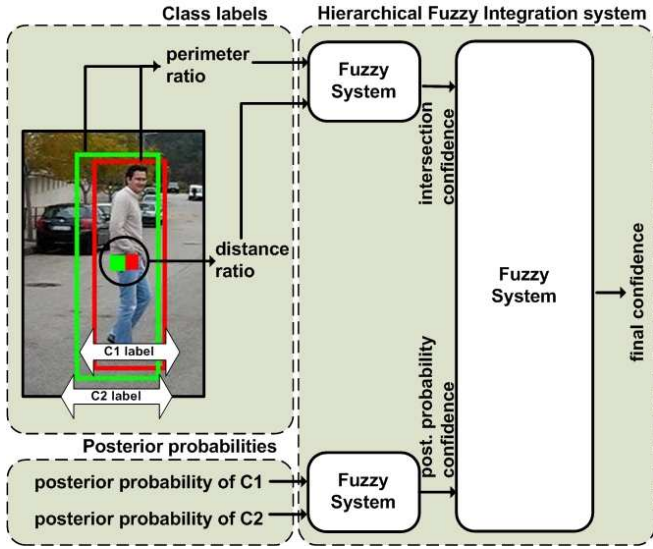 Class labels
Hierarchical Fuzzy Integration system
perimeter
ratio
distance
ratio
C1 label
C2 label
Posterior probabilities
posterior probability of C1
posterior probability of C2
Fuzzy
System
intersection
confidence
Fuzzy
System
post. probability
confidence
Fuzzy
System
final confidence